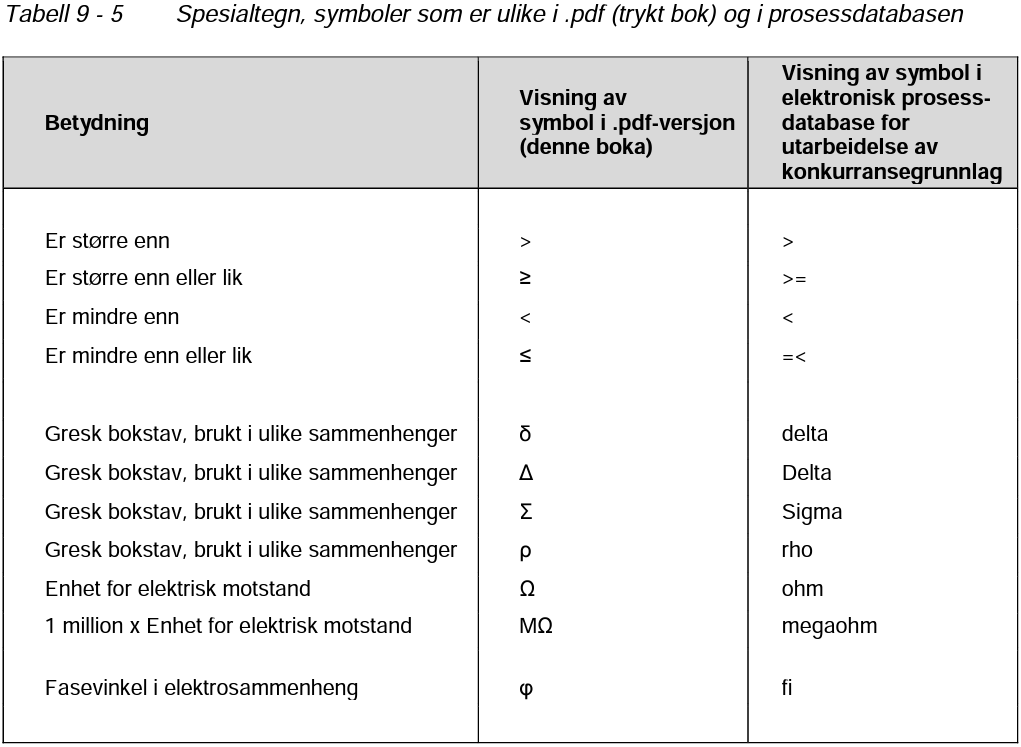 Tabell 9 - 5 Spesialtegn, symboler som er ulike i .pdf (trykt bok) og i prosessdatabasen
Betydning
Visning av
symbol i .pdf-versjon
(denne boka)
Visning av symbol i
elektronisk prosess-
database for
utarbeidelse av
konkurransegrunnlag
Er større enn > >
Er større enn eller lik ≥ >=
Er mindre enn < <
Er mindre enn eller lik ≤ =<
Gresk bokstav, brukt i ulike sammenhenger δ delta
Gresk bokstav, brukt i ulike sammenhenger Δ Delta
Gresk bokstav, brukt i ulike sammenhenger Σ Sigma
Gresk bokstav, brukt i ulike sammenhenger ρ rho
Enhet for elektrisk motstand Ω ohm
1 million x Enhet for elektrisk motstand MΩ megaohm
Fasevinkel i elektrosammenheng φ fi